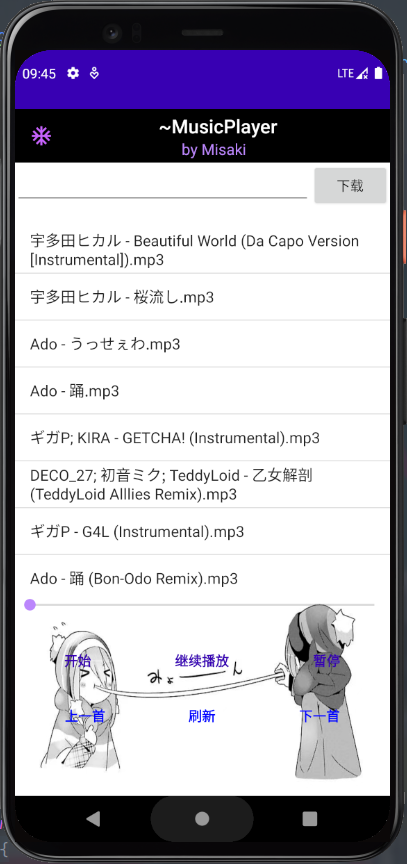 09:45
LTE
~MusicPlayer
by Misaki
下载
宇多田ヒカル - Beautiful World (Da Capo Version
[Instrumental]).mp3
宇多田ヒカル - 桜流し.mp3
Ado - うっせぇわ.mp3
Ado - 踊.mp3
ギガP; KIRA - GETCHA! (Instrumental).mp3
DECO_27; 初音ミク; TeddyLoid - 乙女解剖
(TeddyLoid Alllies Remix).mp3
ギガP - G4L (Instrumental).mp3
Ado - 踊 (Bon-Odo Remix).mp3
开始 继续播放 暂停
みょ ん
上一首 刷新 下一首
{